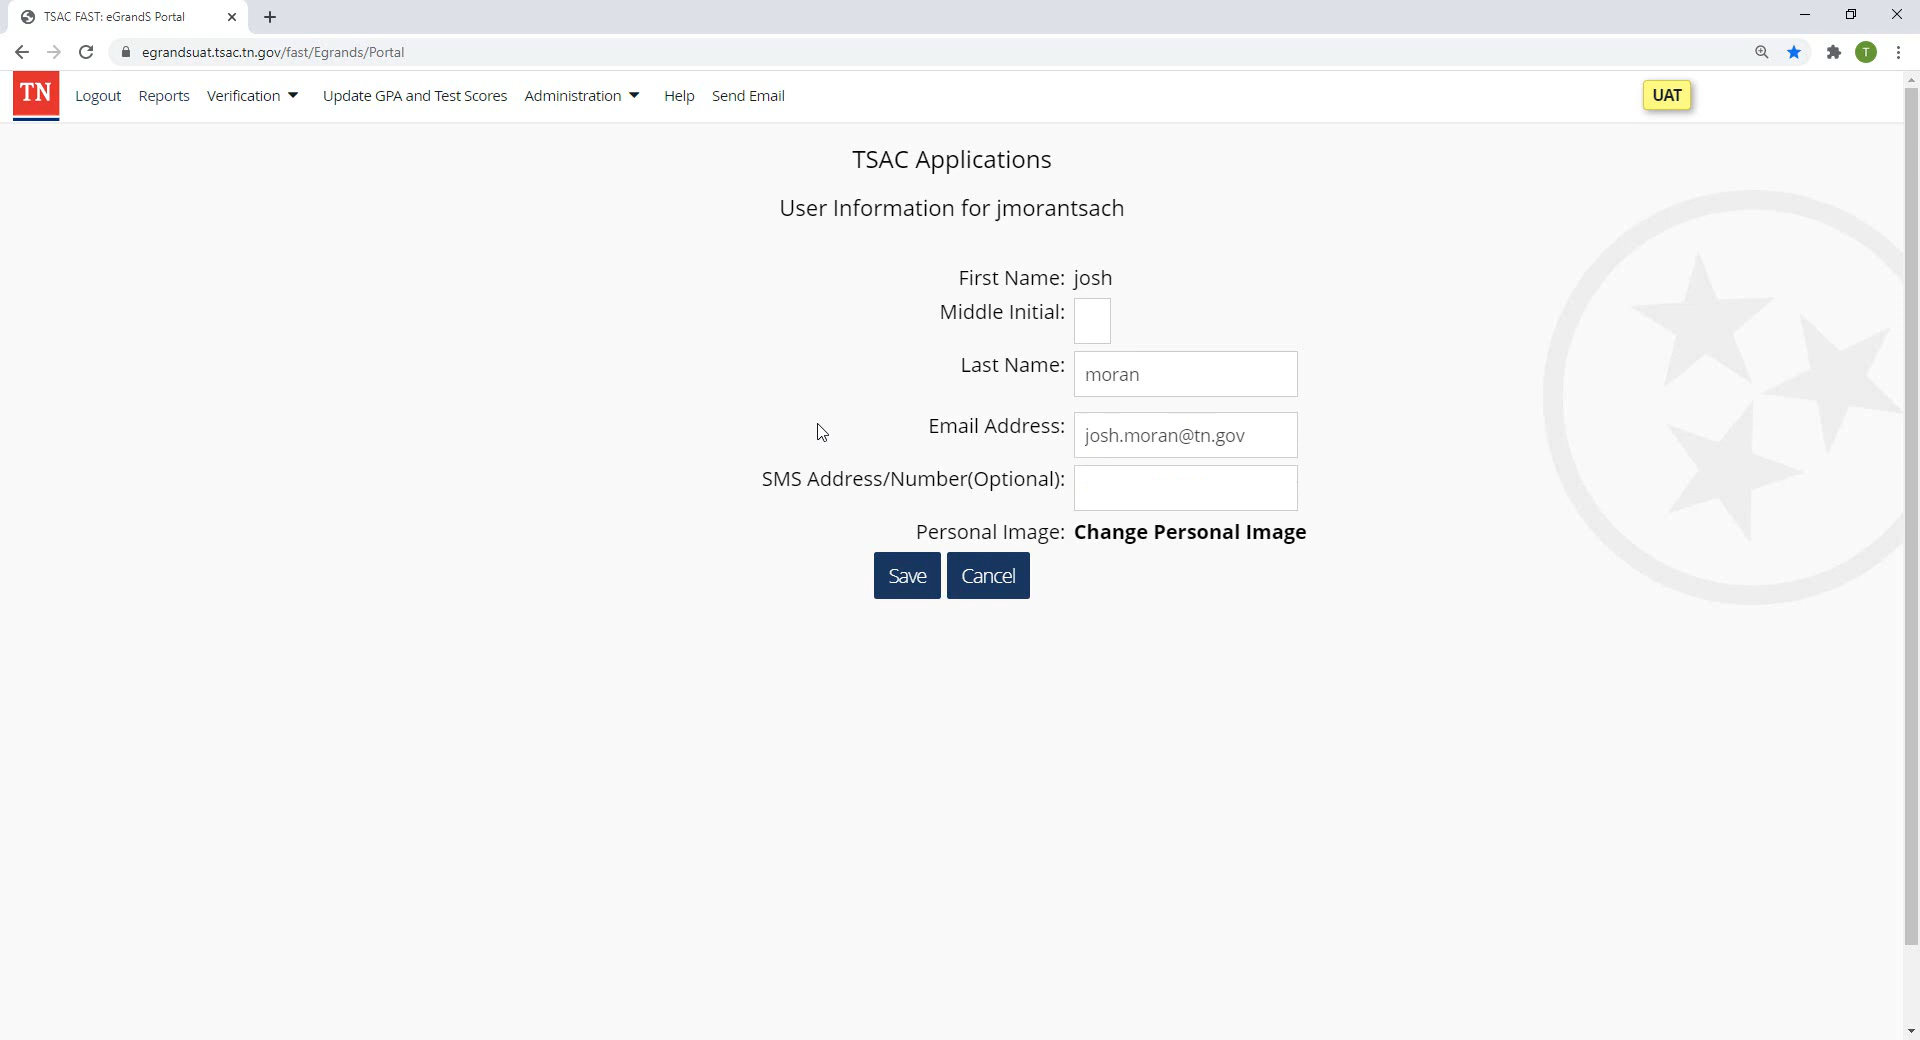 TSAC FAST: eGrandS Portal
egrandsuat.tsac.tn.gov/fast/Egrands/Portal
T
TN Logout Reports Verification Update GPA and Test Scores Administration Help Send Email UAT
TSAC Applications
User Information for jmorantsach
First Name: josh
Middle Initial:
Last Name: moran
Email Address: josh.moran@tn.gov
SMS Address/Number(Optional):
Personal Image: Change Personal Image
Save Cancel